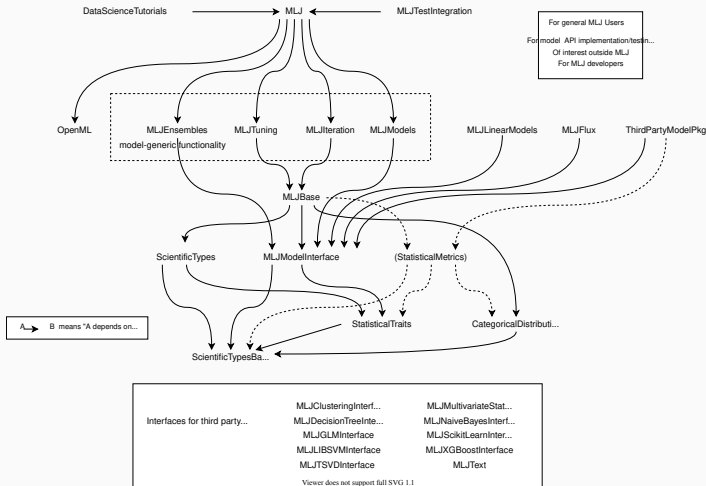 DataScienceTutorials
MLJ
MLJTestIntegration
For general MLJ Users
For model API implementation/testin...
Of interest outside MLJ
For MLJ developers
OpenML
MLJEnsembles
MLJTuning
MLJIteration
MLJModels
MLJLinearModels
MLJFlux
ThirdPartyModelPkg
model-generic functionality
MLJBase
ScientificTypes
MLJModelInterface
(StatisticalMetrics)
A
B means "A depends on...
StatisticalTraits
CategoricalDistributi...
ScientificTypesBa...
Interfaces for third party...
MLJClusteringInterf...
MLJMultivariateStat...
MLJDecisionTreeInte...
MLJNaiveBayesInterf...
MLJGLMInterface
MLJScikitLearnInter...
MLJLIBSVMInterface
MLJXGBoostInterface
MLJTSVDInterface
MLJText
Viewer does not support full SVG 1.1